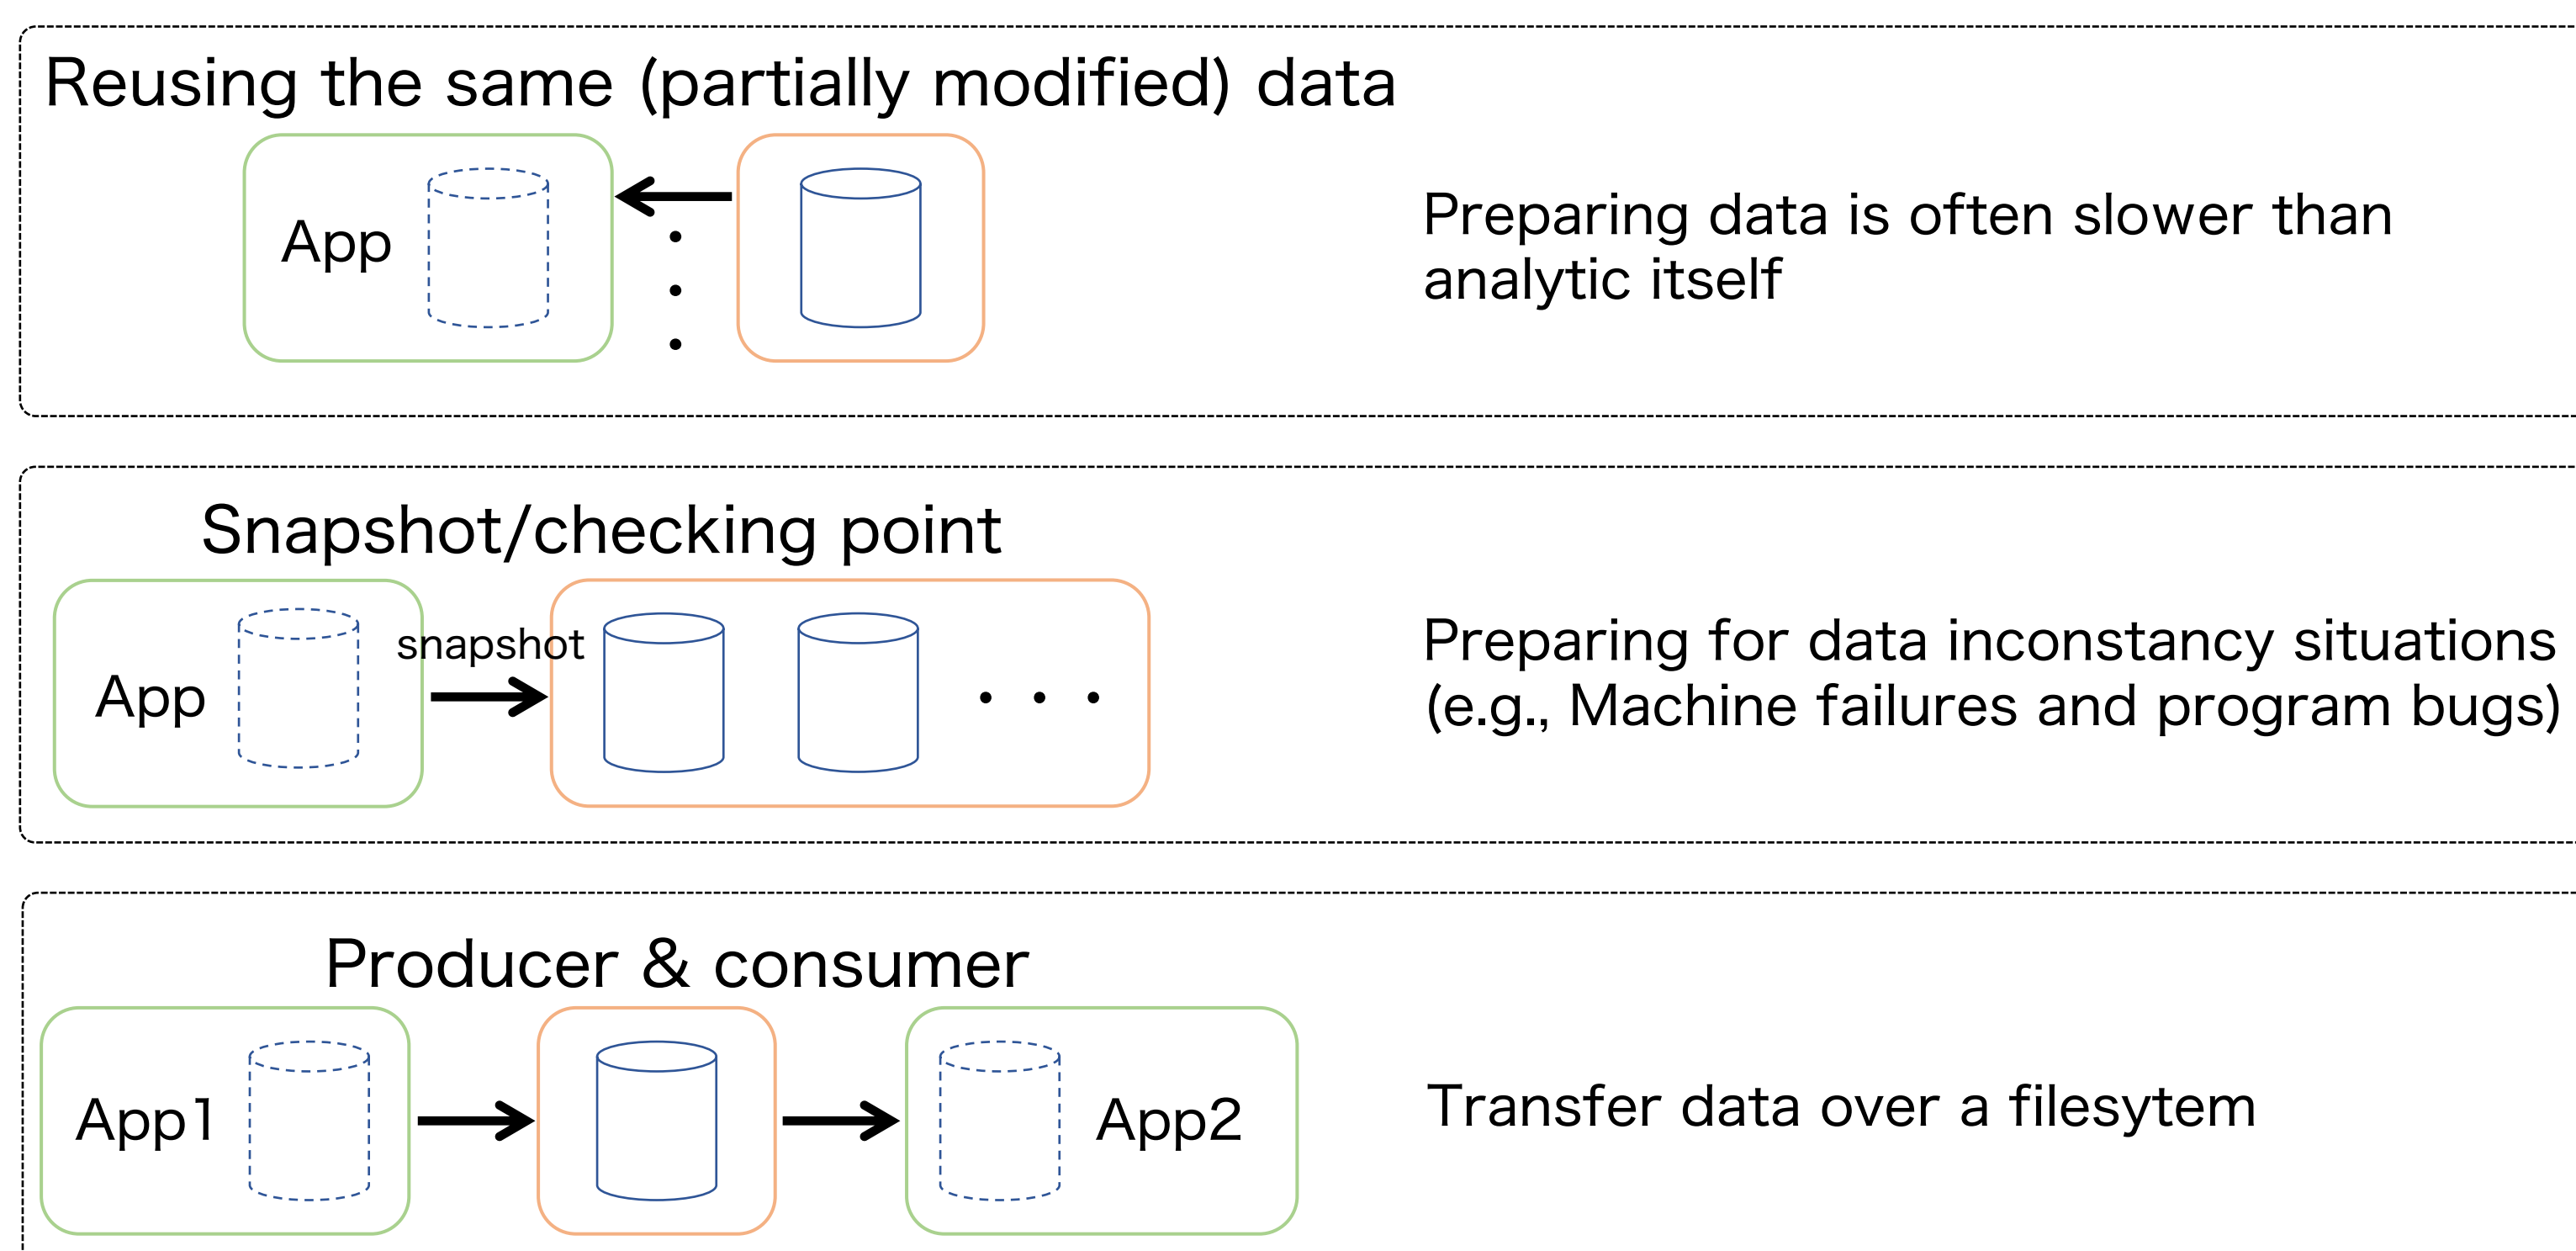 Reusing the same (partially modified) data
App
Preparing data is often slower than
analytic itself
Snapshot/checking point
App
snapshot
Preparing for data inconstancy situations
(e.g., Machine failures and program bugs)
Producer & consumer
App1
App2
Transfer data over a filesytem